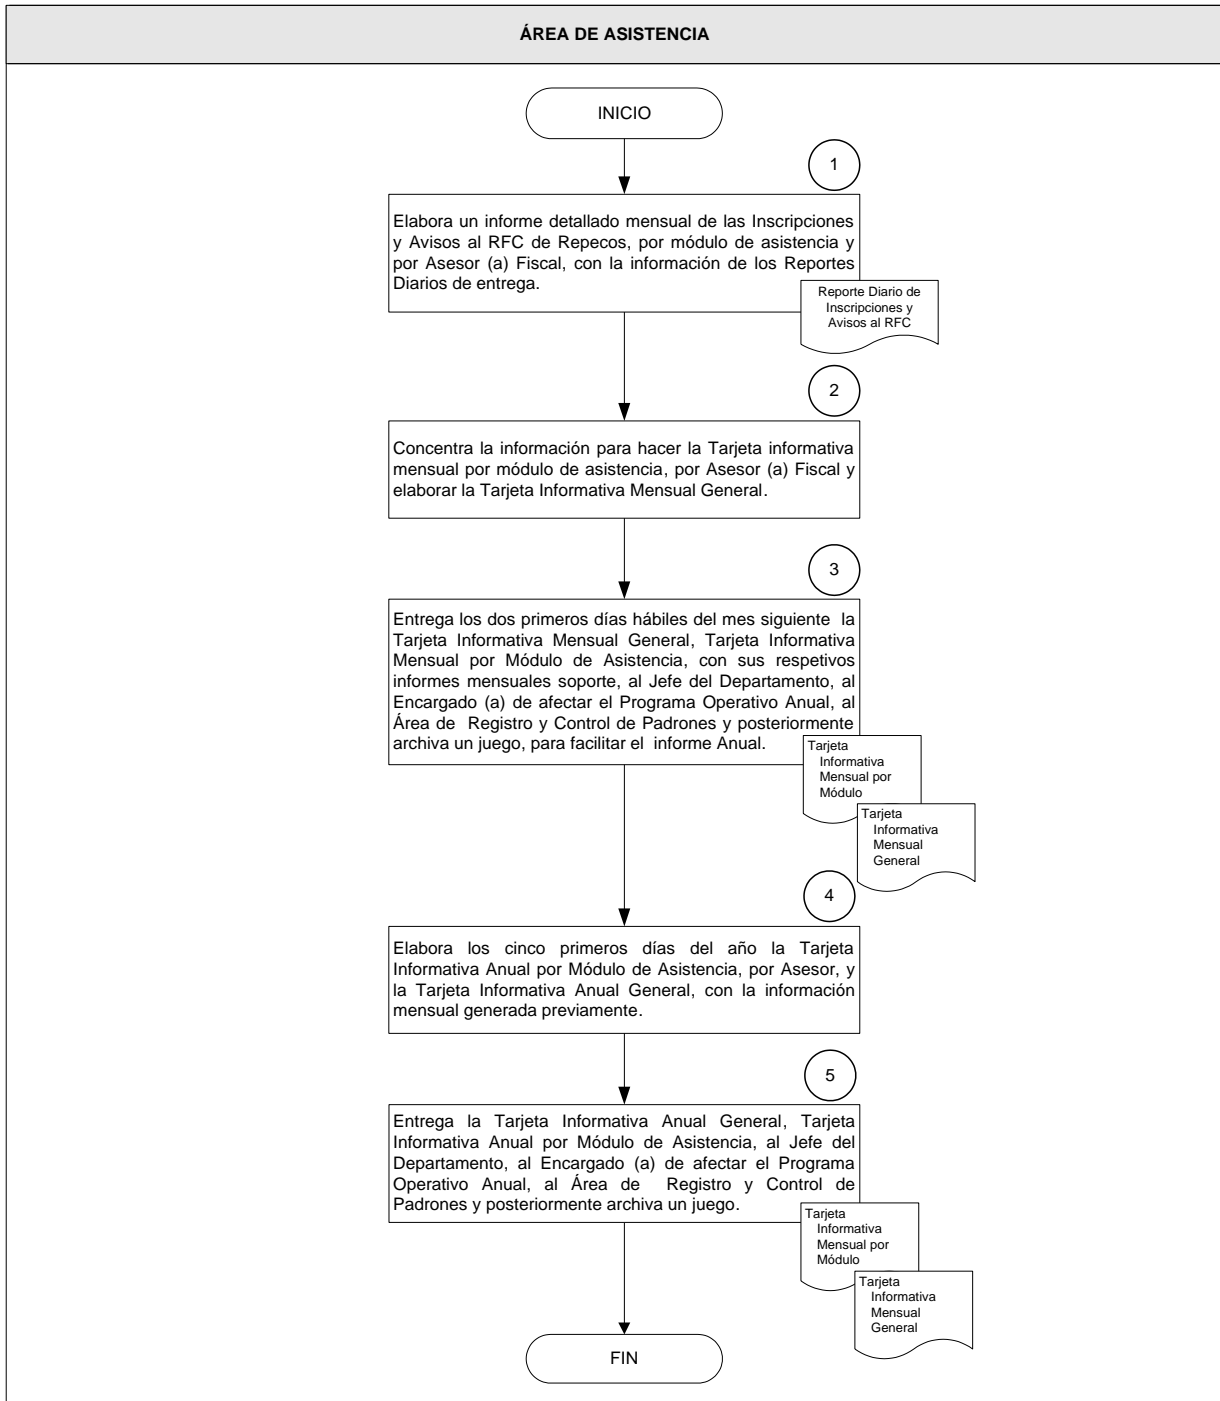 ÁREA DE ASISTENCIA
INICIO
1
Elabora un informe detallado mensual de las Inscripciones
y Avisos al RFC de Repecos, por módulo de asistencia y
por Asesor (a) Fiscal, con la información de los Reportes
Diarios de entrega.
Reporte Diario de
Inscripciones y
Avisos al RFC
2
Concentra la información para hacer la Tarjeta informativa
mensual por módulo de asistencia, por Asesor (a) Fiscal y
elaborar la Tarjeta Informativa Mensual General.
3
Entrega los dos primeros días hábiles del mes siguiente la
Tarjeta Informativa Mensual General, Tarjeta Informativa
Mensual por Módulo de Asistencia, con sus respetivos
informes mensuales soporte, al Jefe del Departamento, al
Encargado (a) de afectar el Programa Operativo Anual, al
Área de Registro y Control de Padrones y posteriormente
archiva un juego, para facilitar el informe Anual.
Tarjeta
Informativa
Mensual por
Módulo
Tarjeta
Informativa
Mensual
General
4
Elabora los cinco primeros días del año la Tarjeta
Informativa Anual por Módulo de Asistencia, por Asesor, y
la Tarjeta Informativa Anual General, con la información
mensual generada previamente.
5
Entrega la Tarjeta Informativa Anual General, Tarjeta
Informativa Anual por Módulo de Asistencia, al Jefe del
Departamento, al Encargado (a) de afectar el Programa
Operativo Anual, al Área de Registro y Control de
Padrones y posteriormente archiva un juego.
Tarjeta
Informativa
Mensual por
Módulo
Tarjeta
Informativa
Mensual
General
FIN